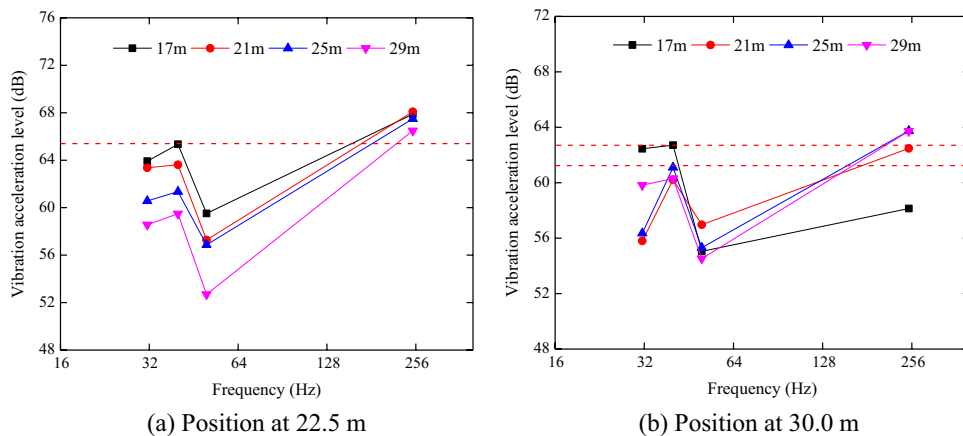 76
72
68
64
60
56
52
48
16 32 64 128 256
Vibration acceleration level (dB)
17m 21m 25m 29m
Frequency (Hz)
(a) Position at 22.5 m
72
68
64
60
56
52
48
16 32 64 128 256
Vibration acceleration level (dB)
17m 21m 25m 29m
Frequency (Hz)
(b) Position at 30.0 m